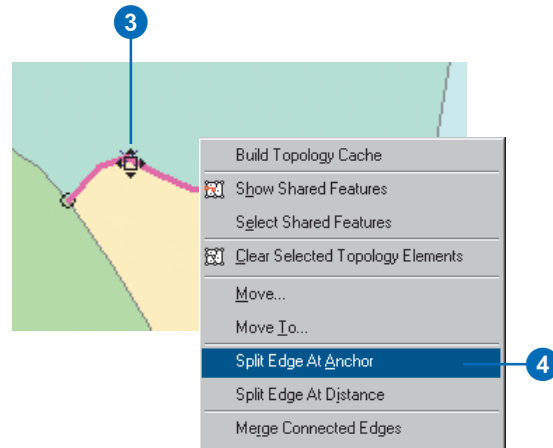 3
Build Topology Cache
Show Shared Features
Select Shared Features
Clear Selected Topology Elements
Move...
Move To...
Split Edge At Anchor
4
Split Edge At Distance
Merge Connected Edges